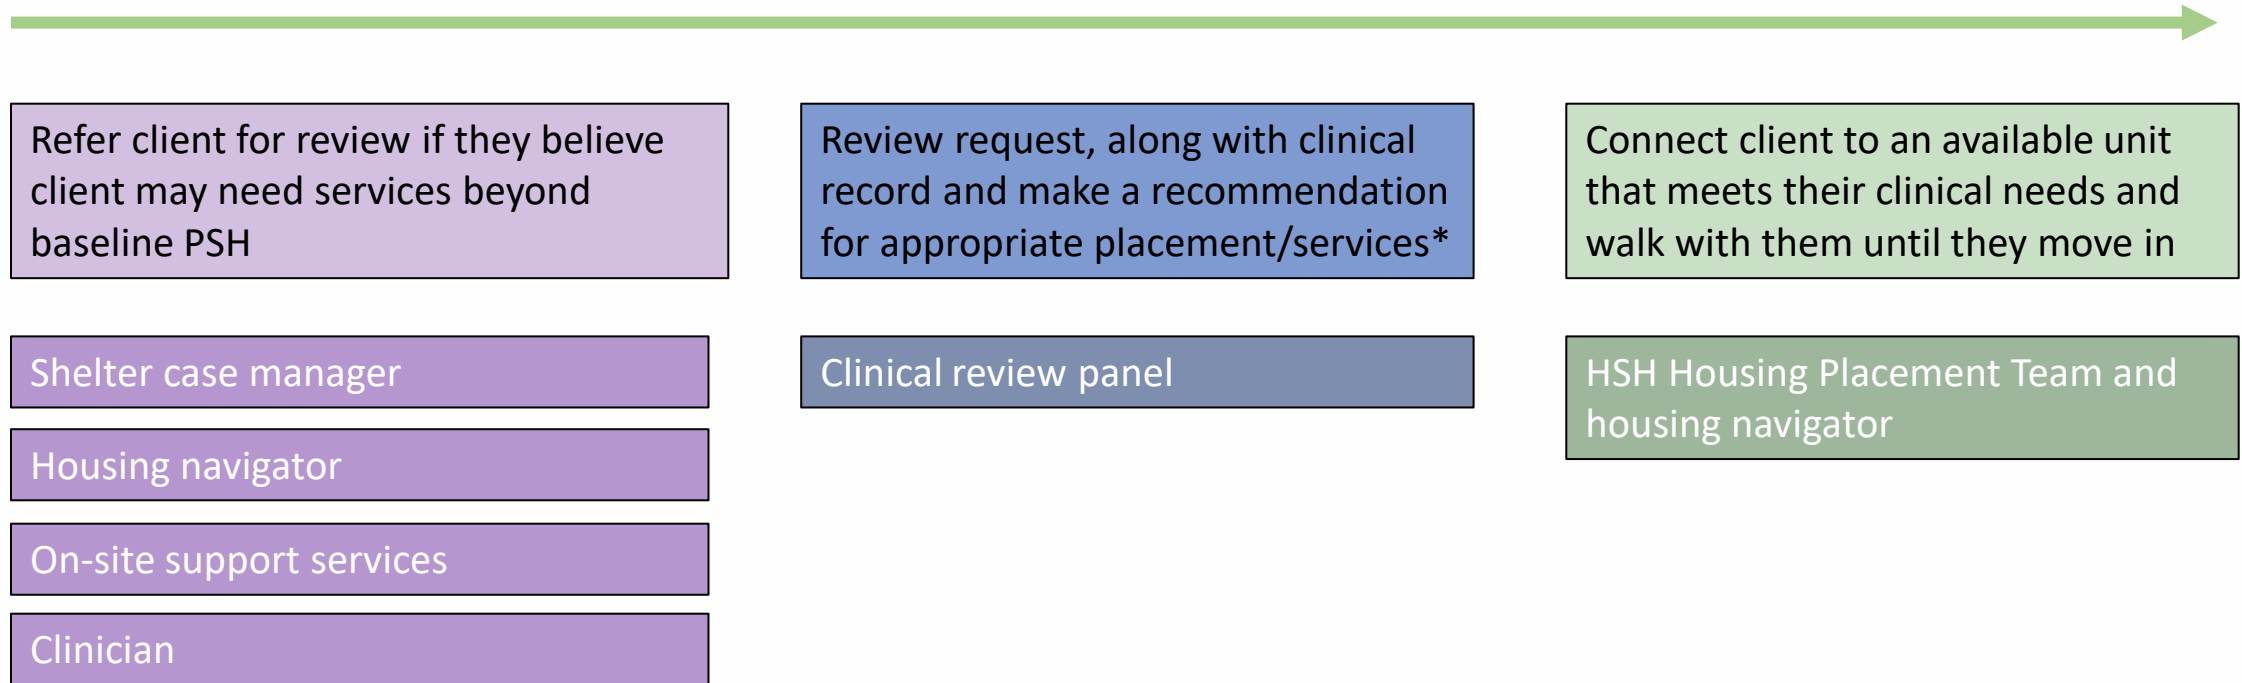 Refer client for review if they believe
client may need services beyond
baseline PSH
Review request, along with clinical
record and make a recommendation
for appropriate placement/services*
Connect client to an available unit
that meets their clinical needs and
walk with them until they move in
Shelter case manager
Housing navigator
On-site support services
Clinician
Clinical review panel
HSH Housing Placement Team and
housing navigator